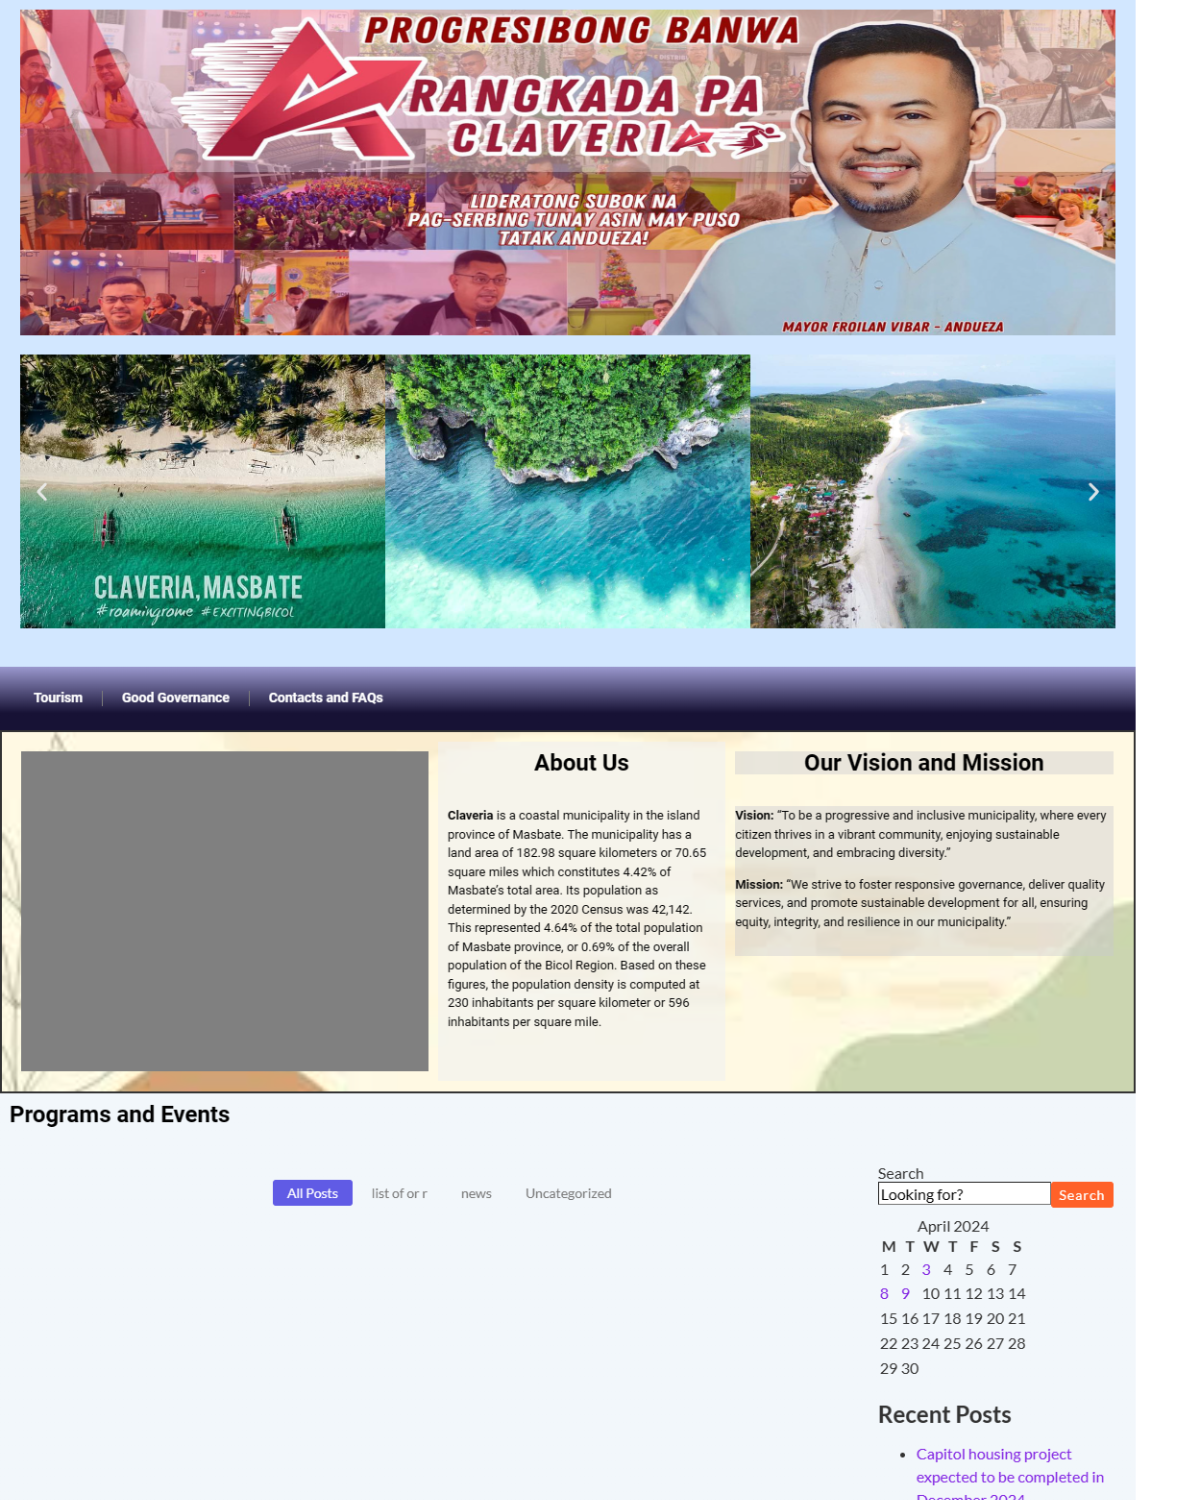 PROGRESIBONG BANWA
RANGKADA PA
CLAVERIA
LIDERATONG SUBOK NA
PAG-SERBING TUNAY ASIN MAY PUSO
TATAK ANDUEZA!
MAYOR FROILAN VIBAR - ANDUEZA
CLAVERIA, MASBATE
#roamingrome #EXCITINGBICOL
Tourism
Good Governance
Contacts and FAQs
About Us
Claveria is a coastal municipality in the island
province of Masbate. The municipality has a
land area of 182.98 square kilometers or 70.65
square miles which constitutes 4.42% of
Masbate's total area. Its population as
determined by the 2020 Census was 42,142.
This represented 4.64% of the total population
of Masbate province, or 0.69% of the overall
population of the Bicol Region. Based on these
figures, the population density is computed at
230 inhabitants per square kilometer or 596
inhabitants per square mile.
Our Vision and Mission
Vision: “To be a progressive and inclusive municipality, where every
citizen thrives in a vibrant community, enjoying sustainable
development, and embracing diversity.”
Mission: “We strive to foster responsive governance, deliver quality
services, and promote sustainable development for all, ensuring
equity, integrity, and resilience in our municipality.”
Programs and Events
All Posts
list of or r
news
Uncategorized
Search
Looking for?
Search
April 2024
M T W T F S S
1 2 3 4 5 6 7
8 9 10 11 12 13 14
15 16 17 18 19 20 21
22 23 24 25 26 27 28
29 30
Recent Posts
Capitol housing project
expected to be completed in
December 2024